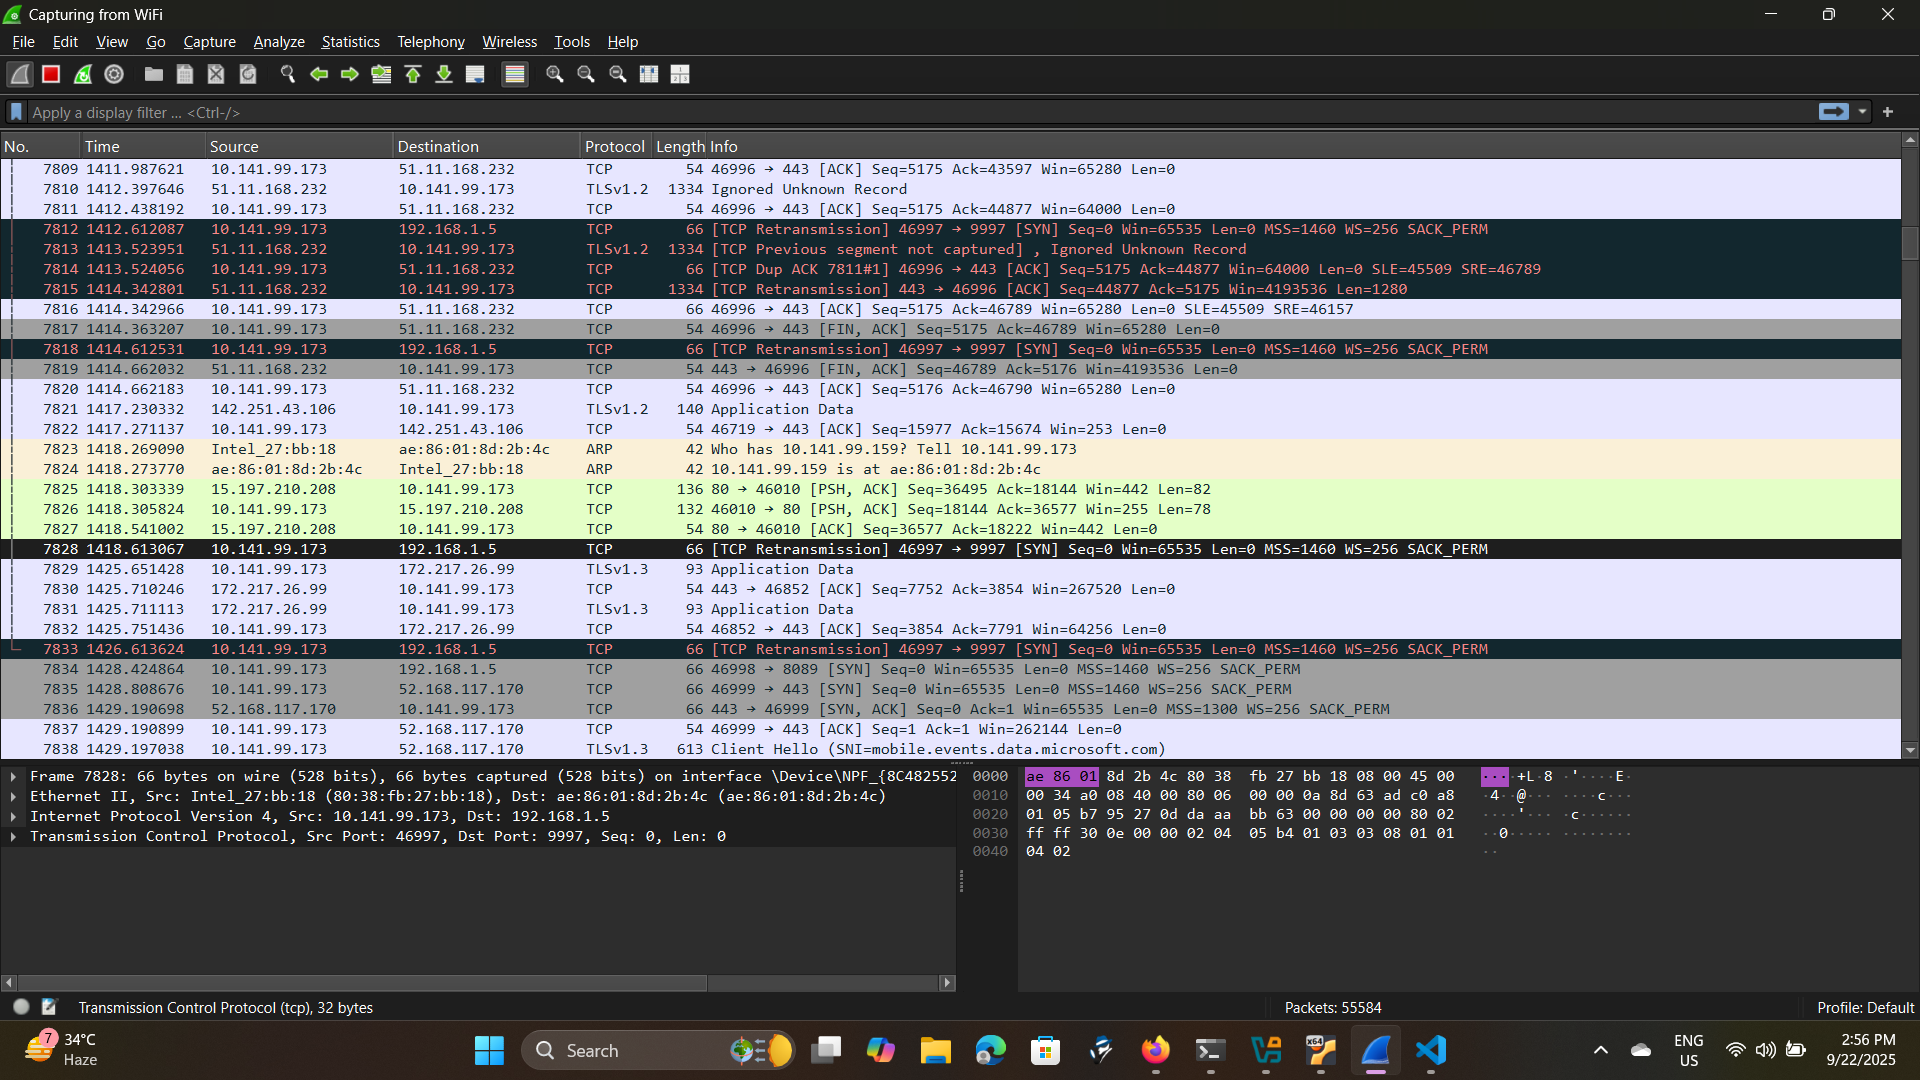 Capturing from WiFi
File Edit View Go Capture Analyze Statistics Telephony Wireless Tools Help
Apply a display filter ... <Ctrl-/>
No. Time Source Destination Protocol Length Info
7809 1411.987621 10.141.99.173 51.11.168.232 TCP 54 46996 → 443 [ACK] Seq=5175 Ack=43597 Win=65280 Len=0
7810 1412.397646 51.11.168.232 10.141.99.173 TLSv1.2 1334 Ignored Unknown Record
7811 1412.438192 10.141.99.173 51.11.168.232 TCP 54 46996 → 443 [ACK] Seq=5175 Ack=44877 Win=64000 Len=0
7812 1412.612087 10.141.99.173 192.168.1.5 TCP 66 [TCP Retransmission] 46997 → 9997 [SYN] Seq=0 Win=65535 Len=0 MSS=1460 WS=256 SACK_PERM
7813 1413.523951 51.11.168.232 10.141.99.173 TLSv1.2 1334 [TCP Previous segment not captured] , Ignored Unknown Record
7814 1413.524056 10.141.99.173 51.11.168.232 TCP 66 [TCP Dup ACK 7811#1] 46996 → 443 [ACK] Seq=5175 Ack=44877 Win=64000 Len=0 SLE=45509 SRE=46789
7815 1414.342801 51.11.168.232 10.141.99.173 TCP 1334 [TCP Retransmission] 443 → 46996 [ACK] Seq=44877 Ack=5175 Win=4193536 Len=1280
7816 1414.342966 10.141.99.173 51.11.168.232 TCP 66 46996 → 443 [ACK] Seq=5175 Ack=46789 Win=65280 Len=0 SLE=45509 SRE=46157
7817 1414.363207 10.141.99.173 51.11.168.232 TCP 54 46996 → 443 [FIN, ACK] Seq=5175 Ack=46789 Win=65280 Len=0
7818 1414.612531 10.141.99.173 192.168.1.5 TCP 66 [TCP Retransmission] 46997 → 9997 [SYN] Seq=0 Win=65535 Len=0 MSS=1460 WS=256 SACK_PERM
7819 1414.662032 51.11.168.232 10.141.99.173 TCP 54 443 → 46996 [FIN, ACK] Seq=46789 Ack=5176 Win=4193536 Len=0
7820 1414.662183 10.141.99.173 51.11.168.232 TCP 54 46996 → 443 [ACK] Seq=5176 Ack=46790 Win=65280 Len=0
7821 1417.230332 142.251.43.106 10.141.99.173 TLSv1.2 140 Application Data
7822 1417.271137 10.141.99.173 142.251.43.106 TCP 54 46719 → 443 [ACK] Seq=15977 Ack=15674 Win=253 Len=0
7823 1418.269090 Intel_27:bb:18 ae:86:01:8d:2b:4c ARP 42 Who has 10.141.99.159? Tell 10.141.99.173
7824 1418.273770 ae:86:01:8d:2b:4c Intel_27:bb:18 ARP 42 10.141.99.159 is at ae:86:01:8d:2b:4c
7825 1418.303339 15.197.210.208 10.141.99.173 TCP 136 80 → 46010 [PSH, ACK] Seq=36495 Ack=18144 Win=442 Len=82
7826 1418.305824 10.141.99.173 15.197.210.208 TCP 132 46010 → 80 [PSH, ACK] Seq=18144 Ack=36577 Win=255 Len=78
7827 1418.541002 15.197.210.208 10.141.99.173 TCP 54 80 → 46010 [ACK] Seq=36577 Ack=18222 Win=442 Len=0
7828 1418.613067 10.141.99.173 192.168.1.5 TCP 66 [TCP Retransmission] 46997 → 9997 [SYN] Seq=0 Win=65535 Len=0 MSS=1460 WS=256 SACK_PERM
7829 1425.651428 10.141.99.173 172.217.26.99 TLSv1.3 93 Application Data
7830 1425.710246 172.217.26.99 10.141.99.173 TCP 54 443 → 46852 [ACK] Seq=7752 Ack=3854 Win=267520 Len=0
7831 1425.711113 172.217.26.99 10.141.99.173 TLSv1.3 93 Application Data
7832 1425.751436 10.141.99.173 172.217.26.99 TCP 54 46852 → 443 [ACK] Seq=3854 Ack=7791 Win=64256 Len=0
7833 1426.613624 10.141.99.173 192.168.1.5 TCP 66 [TCP Retransmission] 46997 → 9997 [SYN] Seq=0 Win=65535 Len=0 MSS=1460 WS=256 SACK_PERM
7834 1428.424864 10.141.99.173 192.168.1.5 TCP 66 46998 → 8089 [SYN] Seq=0 Win=65535 Len=0 MSS=1460 WS=256 SACK_PERM
7835 1428.808676 10.141.99.173 52.168.117.170 TCP 66 46999 → 443 [SYN] Seq=0 Win=65535 Len=0 MSS=1460 WS=256 SACK_PERM
7836 1429.190698 52.168.117.170 10.141.99.173 TCP 66 443 → 46999 [SYN, ACK] Seq=0 Ack=1 Win=65535 Len=0 MSS=1300 WS=256 SACK_PERM
7837 1429.190899 10.141.99.173 52.168.117.170 TCP 54 46999 → 443 [ACK] Seq=1 Ack=1 Win=262144 Len=0
7838 1429.197038 10.141.99.173 52.168.117.170 TLSv1.3 613 Client Hello (SNI=mobile.events.data.microsoft.com)
Frame 7828: 66 bytes on wire (528 bits), 66 bytes captured (528 bits) on interface \Device\NPF_{8C482552
Ethernet II, Src: Intel_27:bb:18 (80:38:fb:27:bb:18), Dst: ae:86:01:8d:2b:4c (ae:86:01:8d:2b:4c)
Internet Protocol Version 4, Src: 10.141.99.173, Dst: 192.168.1.5
Transmission Control Protocol, Src Port: 46997, Dst Port: 9997, Seq: 0, Len: 0
0000 ae 86 01 8d 2b 4c 80 38 fb 27 bb 18 08 00 45 00 ····+L·8 ·'····E·
0010 00 34 a0 08 40 00 80 06 00 00 0a 8d 63 ad c0 a8 ·4··@··· ····c···
0020 01 05 b7 95 27 0d da aa bb 63 00 00 00 00 80 02 ····'··· ·c······
0030 ff ff 30 0e 00 00 02 04 05 b4 01 03 03 08 01 01 ··0····· ········
0040 04 02 ··
Transmission Control Protocol (tcp), 32 bytes
Packets: 55584
Profile: Default
7
34°C
Haze
Search
x64
ENG
US
2:56 PM
9/22/2025